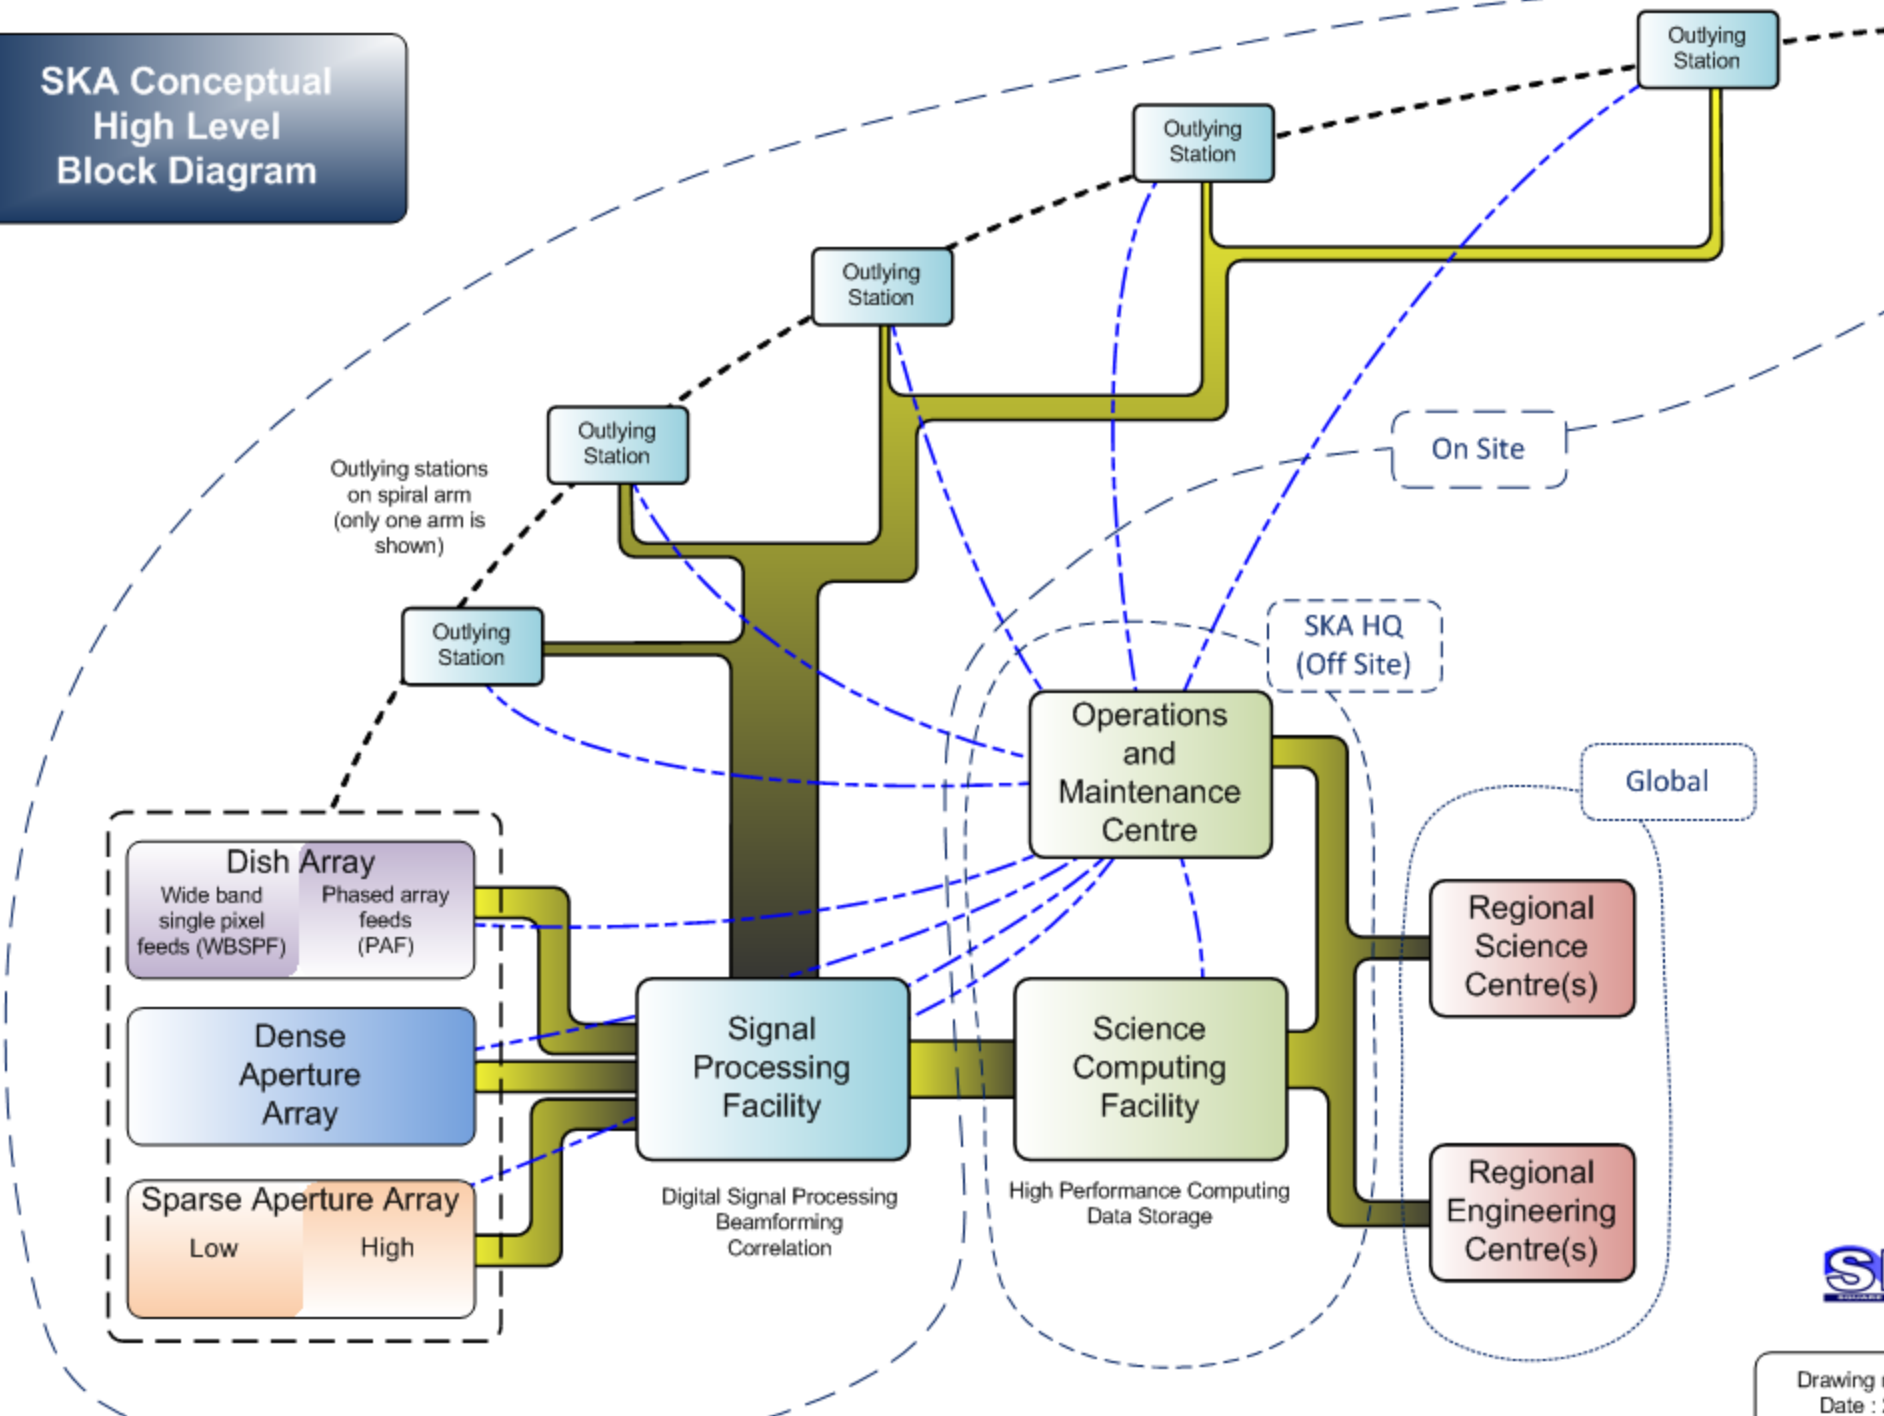 SKA Conceptual
High Level
Block Diagram
Outlying
Station
Outlying
Station
Outlying
Station
Outlying
Station
Outlying stations
on spiral arm
(only one arm is
shown)
Outlying
Station
On Site
SKA HQ
(Off Site)
Operations
and
Maintenance
Centre
Global
Dish Array
Wide band
single pixel
feeds (WBSPF)
Phased array
feeds
(PAF)
Regional
Science
Centre(s)
Dense
Aperture
Array
Signal
Processing
Facility
Science
Computing
Facility
Sparse Aperture Array
Low
High
Digital Signal Processing
Beamforming
Correlation
High Performance Computing
Data Storage
Regional
Engineering
Centre(s)
Drawing
Date :